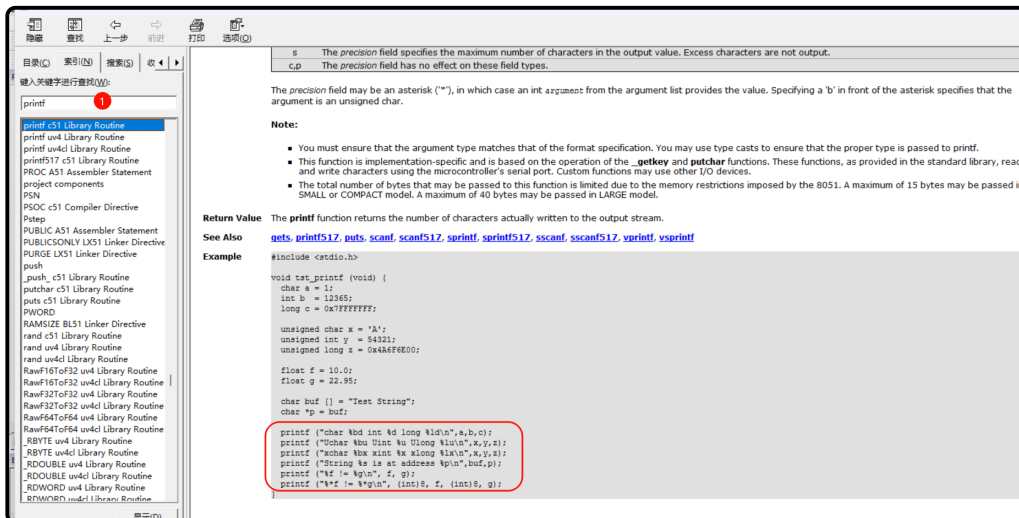 隐藏 查找 上一步 前进 打印 选项(O)
目录(C) 索引(N) 搜索(S) 收
键入关键字进行查找(W):
printf
1
printf c51 Library Routine
printf uv4 Library Routine
printf uv4cl Library Routine
printf517 c51 Library Routine
PROC A51 Assembler Statement
project components
PSN
PSOC c51 Compiler Directive
Pstep
PUBLIC A51 Assembler Statement
PUBLICSONLY LX51 Linker Directive
PURGE LX51 Linker Directive
push
_push_ c51 Library Routine
putchar c51 Library Routine
puts c51 Library Routine
PWORD
RAMSIZE BL51 Linker Directive
rand c51 Library Routine
rand uv4 Library Routine
rand uv4cl Library Routine
RawF16ToF32 uv4 Library Routine
RawF16ToF32 uv4cl Library Routine
RawF32ToF32 uv4 Library Routine
RawF32ToF32 uv4cl Library Routine
RawF64ToF64 uv4 Library Routine
RawF64ToF64 uv4cl Library Routine
_RBYTE uv4 Library Routine
_RBYTE uv4cl Library Routine
_RDOUBLE uv4 Library Routine
_RDOUBLE uv4cl Library Routine
_RDWORD uv4 Library Routine
_RDWORD uv4cl Library Routine
显示(D)
s The precision field specifies the maximum number of characters in the output value. Excess characters are not output.
c,p The precision field has no effect on these field types.
The precision field may be an asterisk ('*'), in which case an int argument from the argument list provides the value. Specifying a 'b' in front of the asterisk specifies that the
argument is an unsigned char.
Note:
You must ensure that the argument type matches that of the format specification. You may use type casts to ensure that the proper type is passed to printf.
This function is implementation-specific and is based on the operation of the _getkey and putchar functions. These functions, as provided in the standard library, read
and write characters using the microcontroller's serial port. Custom functions may use other I/O devices.
The total number of bytes that may be passed to this function is limited due to the memory restrictions imposed by the 8051. A maximum of 15 bytes may be passed i
SMALL or COMPACT model. A maximum of 40 bytes may be passed in LARGE model.
Return Value The printf function returns the number of characters actually written to the output stream.
See Also gets, printf517, puts, scanf, scanf517, sprintf, sprintf517, sscanf, sscanf517, vprintf, vsprintf
Example #include <stdio.h>
void tst_printf (void) {
char a = 1;
int b = 12365;
long c = 0x7FFFFFFF;
unsigned char x = 'A';
unsigned int y = 54321;
unsigned long z = 0x4A6F6E00;
float f = 10.0;
float g = 22.95;
char buf [] = "Test String";
char *p = buf;
printf ("char %bd int %d long %ld\n",a,b,c);
printf ("Uchar %bu Uint %u Ulong %lu\n",x,y,z);
printf ("xchar %bx xint %x xlong %lx\n",x,y,z);
printf ("String %s is at address %p\n",buf,p);
printf ("%f != %g\n", f, g);
printf ("%*f != %*g\n", (int)8, f, (int)8, g);
}